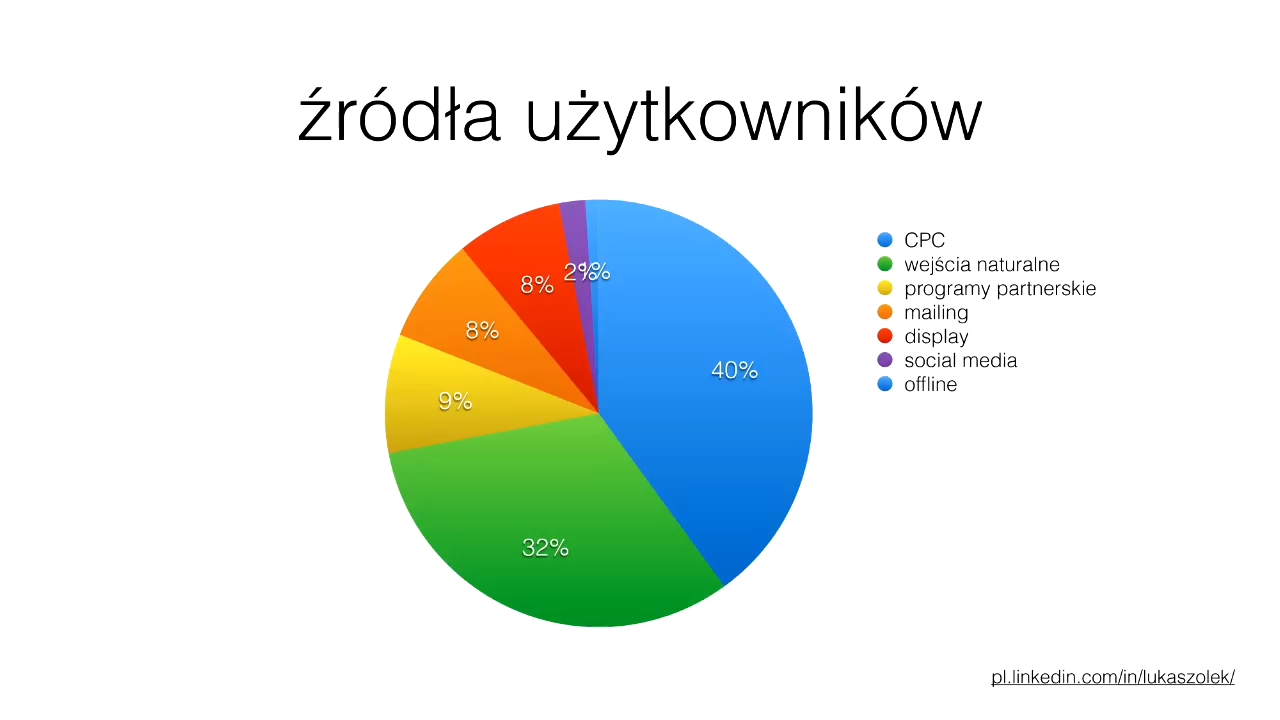 źródła użytkowników
CPC
wejścia naturalne
programy partnerskie
mailing
display
social media
offline
2%
1%
8%
8%
40%
9%
32%
pl.linkedin.com/in/lukaszolek/